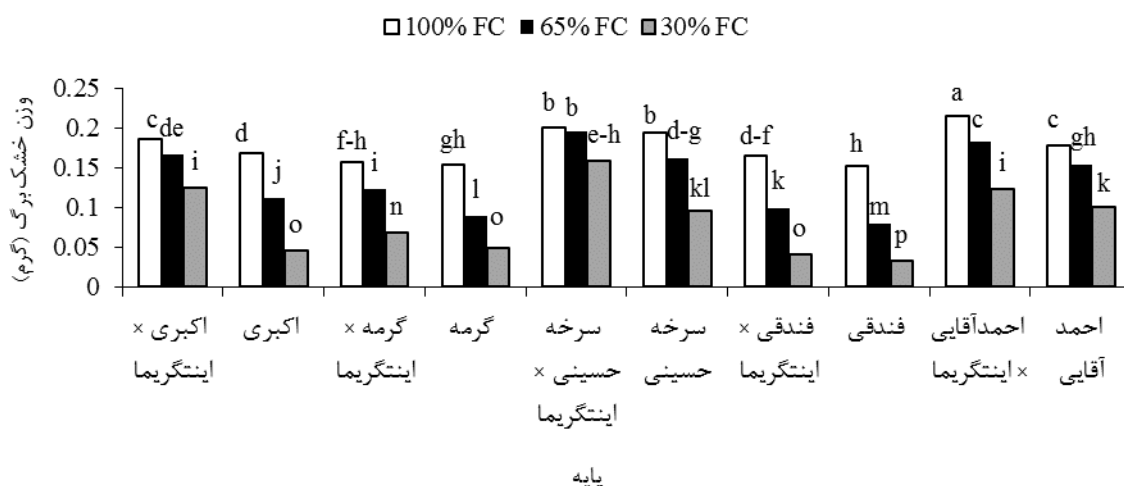 100% FC 65% FC 30% FC
وزن خشک برگ (گرم)
0.25
0.2
0.15
0.1
0.05
0
c de i
d j o
f-h i n
gh l o
b b e-h
b d-g kl
d-f k o
h m p
a c i
c gh k
اکبری ×
اینتگریما
اکبری
گرمه ×
اینتگریما
گرمه
سرخه
حسینی ×
اینتگریما
سرخه
حسینی
فندقی ×
اینتگریما
فندقی
احمدآقایی
× اینتگریما
احمد
آقایی
پایه